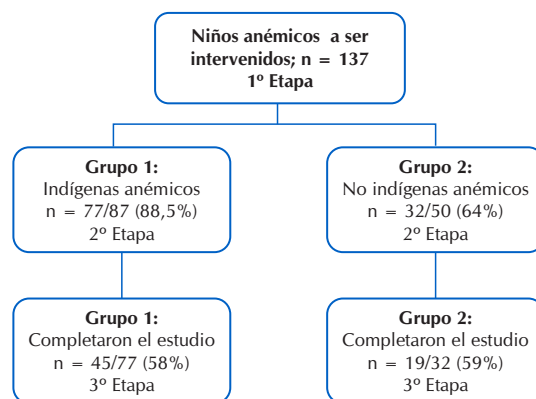 Niños anémicos a ser
intervenidos; n = 137
1º Etapa
Grupo 1:
Indígenas anémicos
n = 77/87 (88,5%)
2º Etapa
Grupo 2:
No indígenas anémicos
n = 32/50 (64%)
2º Etapa
Grupo 1:
Completaron el estudio
n = 45/77 (58%)
3º Etapa
Grupo 2:
Completaron el estudio
n = 19/32 (59%)
3º Etapa